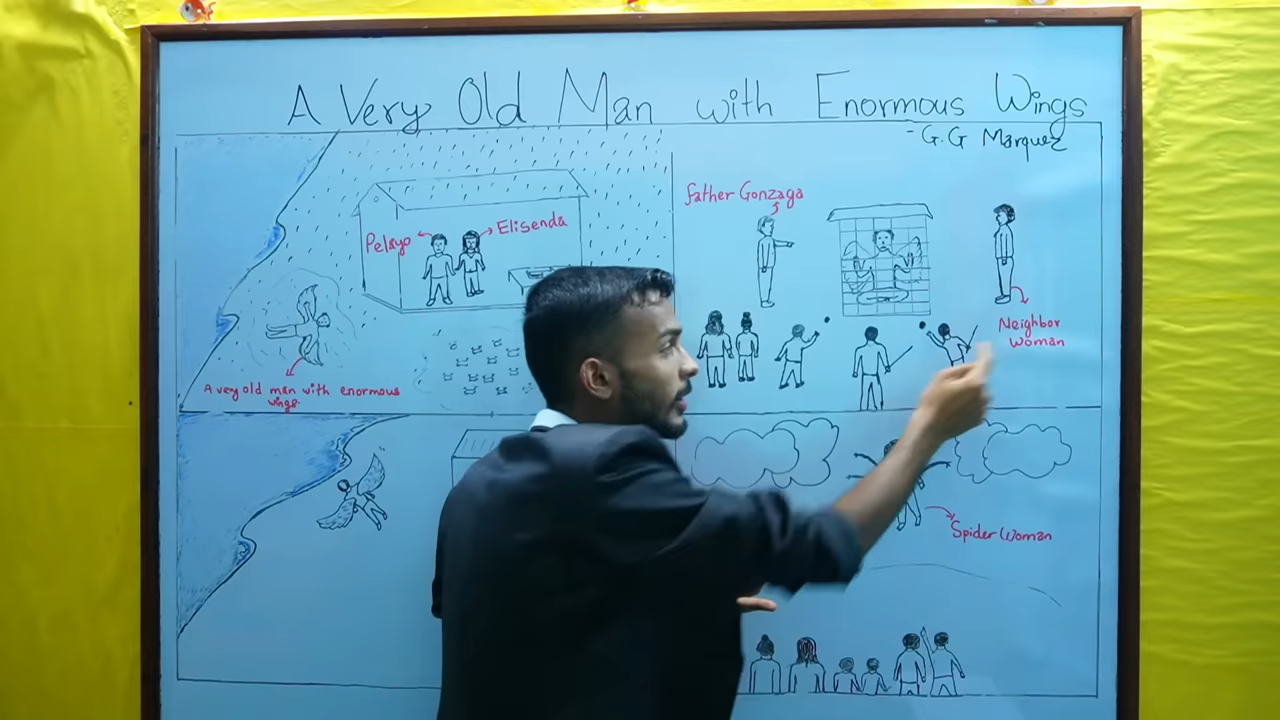 A Very Old Man with Enormous Wings
- G.G Marquez
Pelayo
Elisenda
A very old man with enormous
wings.
Father Gonzaga
Neighbor
woman
Spider Woman